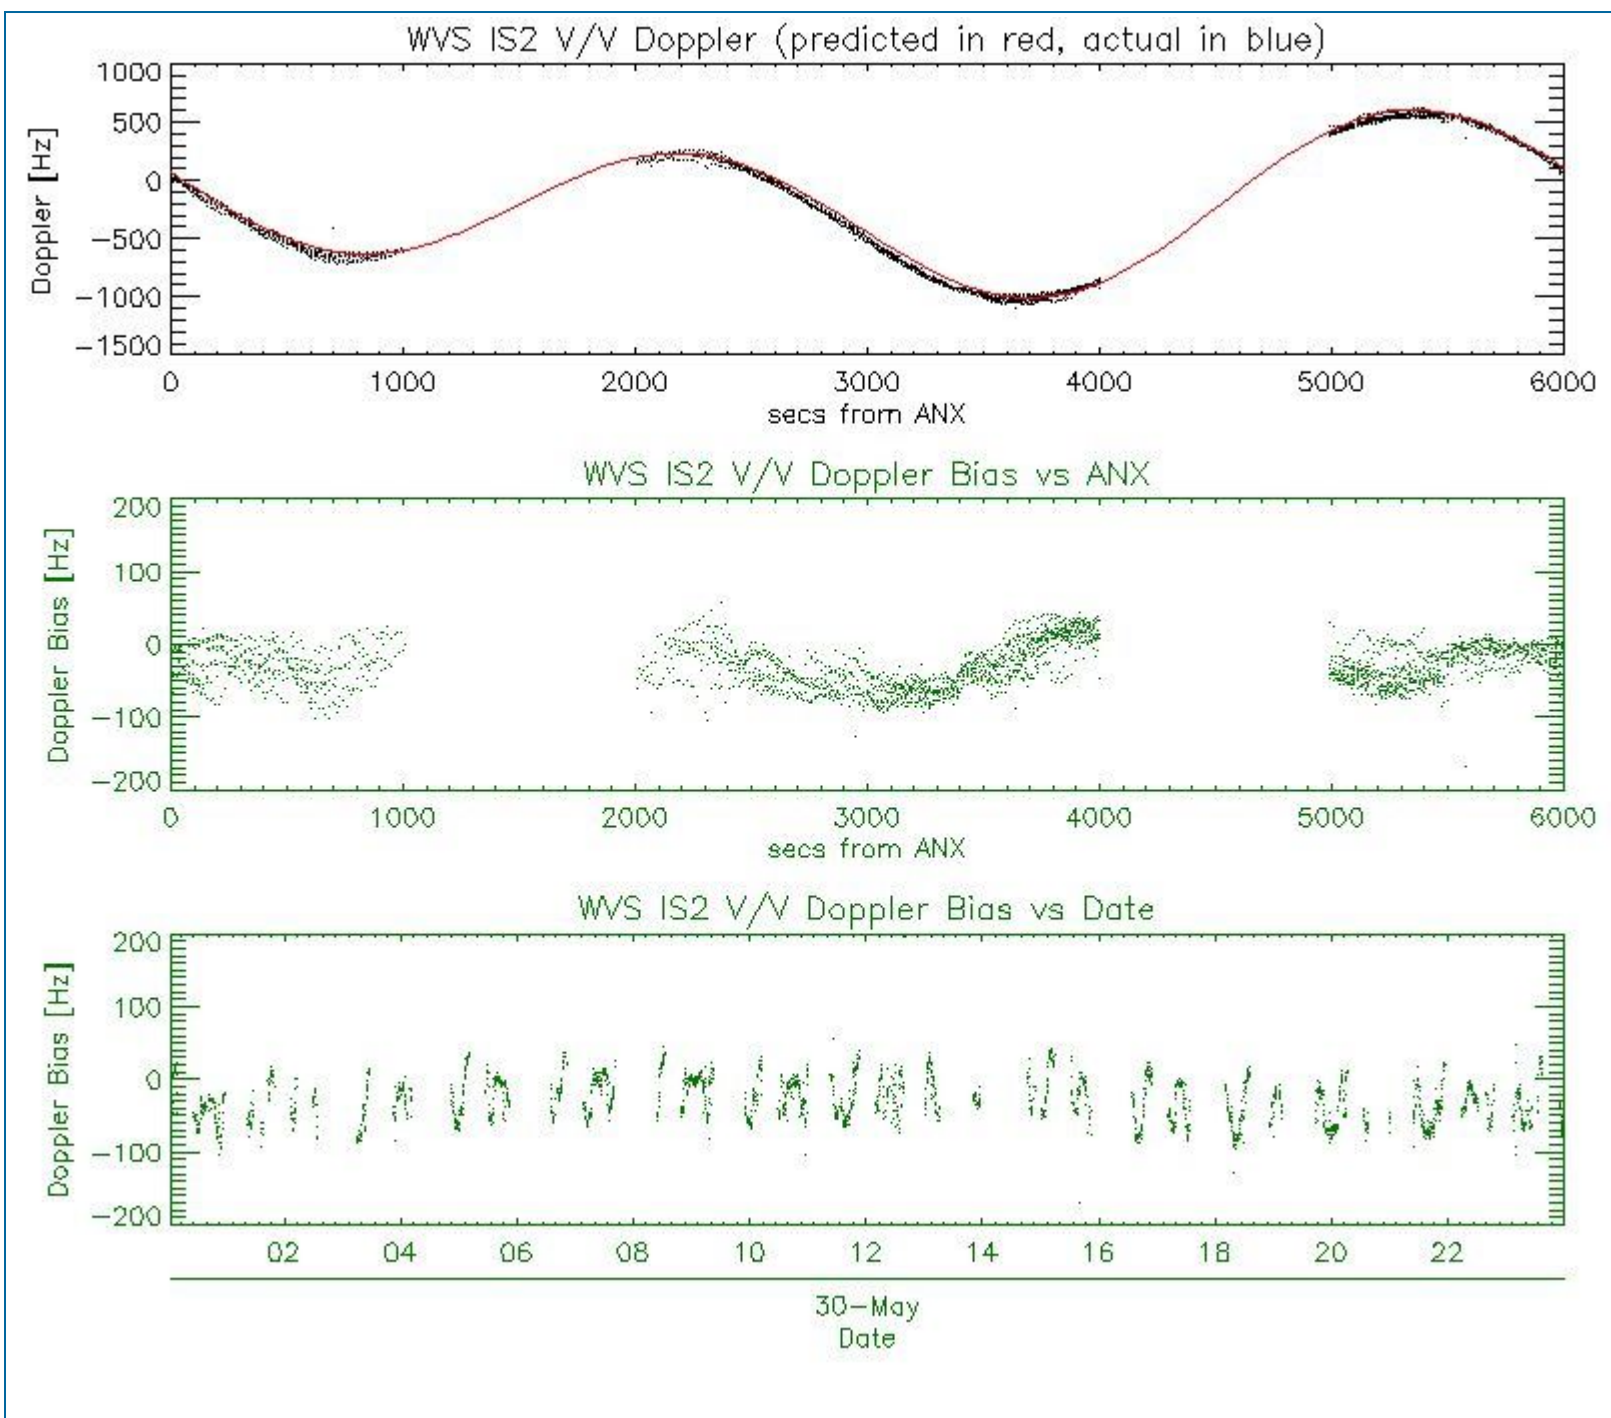 WVS IS2 V/V Doppler (predicted in red, actual in blue)
1000
500
0
−500
−1000
−1500
Doppler [Hz]
0 1000 2000 3000 4000 5000 6000
secs from ANX
WVS IS2 V/V Doppler Bias vs ANX
200
100
0
−100
−200
Doppler Bias [Hz]
0 1000 2000 3000 4000 5000 6000
secs from ANX
WVS IS2 V/V Doppler Bias vs Date
200
100
0
−100
−200
Doppler Bias [Hz]
02 04 06 08 10 12 14 16 18 20 22
30−May
Date